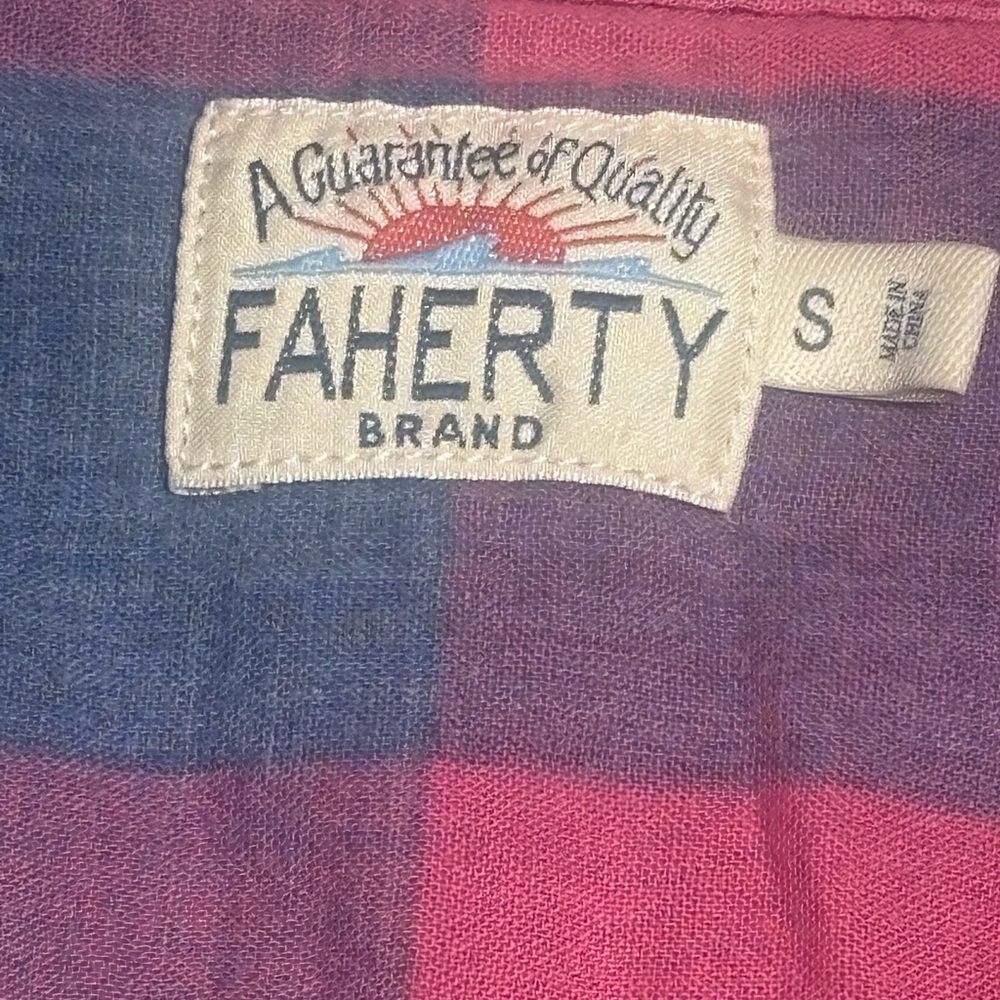 A Guarantee of Quality
FAHERTY
BRAND
S
MADE IN
CHINA